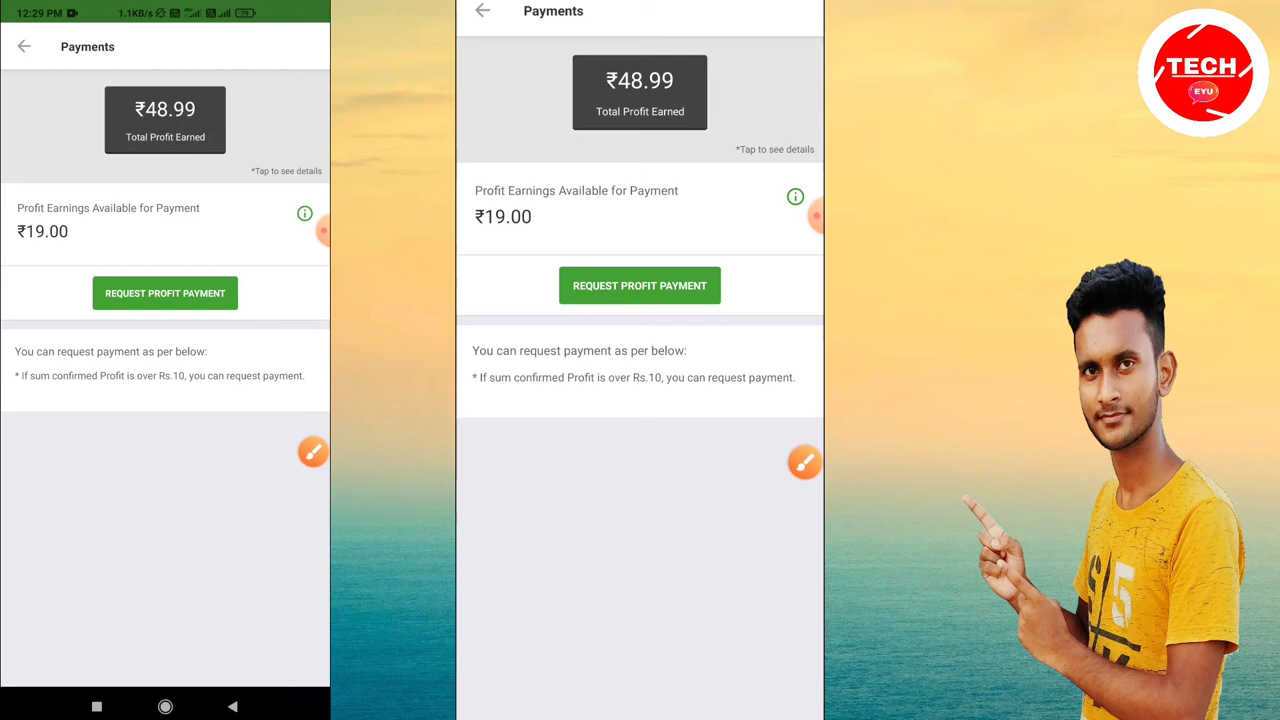 12:29 PM
1.1KB/s
79
Payments
₹48.99
Total Profit Earned
*Tap to see details
Profit Earnings Available for Payment
₹19.00
REQUEST PROFIT PAYMENT
You can request payment as per below:
* If sum confirmed Profit is over Rs.10, you can request payment.
Payments
₹48.99
Total Profit Earned
*Tap to see details
Profit Earnings Available for Payment
₹19.00
REQUEST PROFIT PAYMENT
You can request payment as per below:
* If sum confirmed Profit is over Rs.10, you can request payment.
TECH
EYU